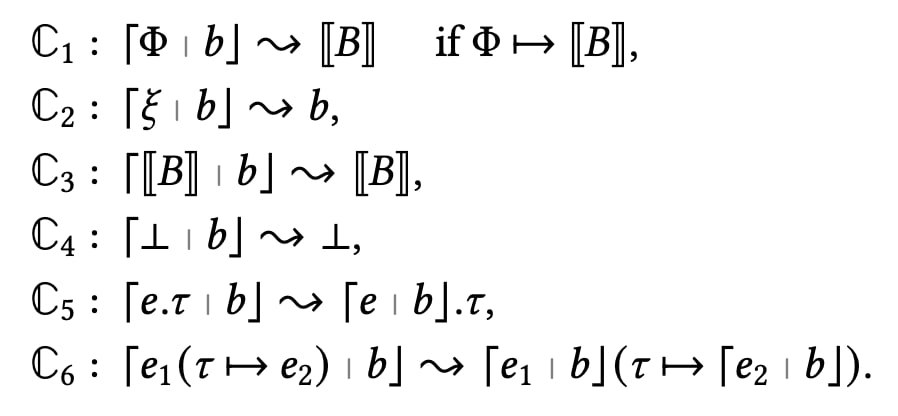 ℂ₁ : ⌈Φ ∣ b⌋ ⇝ ⟦B⟧ if Φ ↦ ⟦B⟧,
ℂ₂ : ⌈ξ ∣ b⌋ ⇝ b,
ℂ₃ : ⌈⟦B⟧ ∣ b⌋ ⇝ ⟦B⟧,
ℂ₄ : ⌈⊥ ∣ b⌋ ⇝ ⊥,
ℂ₅ : ⌈e.τ ∣ b⌋ ⇝ ⌈e ∣ b⌋.τ,
ℂ₆ : ⌈e₁(τ ↦ e₂) ∣ b⌋ ⇝ ⌈e₁ ∣ b⌋(τ ↦ ⌈e₂ ∣ b⌋).